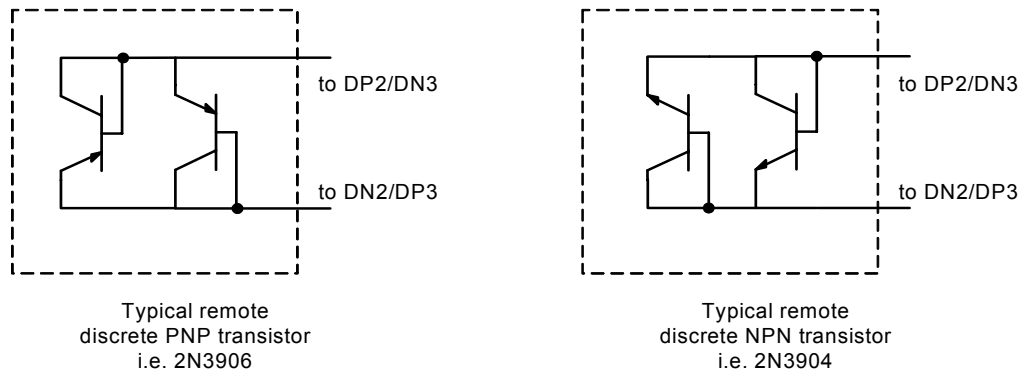 to DP2/DN3
to DN2/DP3
Typical remote
discrete PNP transistor
i.e. 2N3906
to DP2/DN3
to DN2/DP3
Typical remote
discrete NPN transistor
i.e. 2N3904